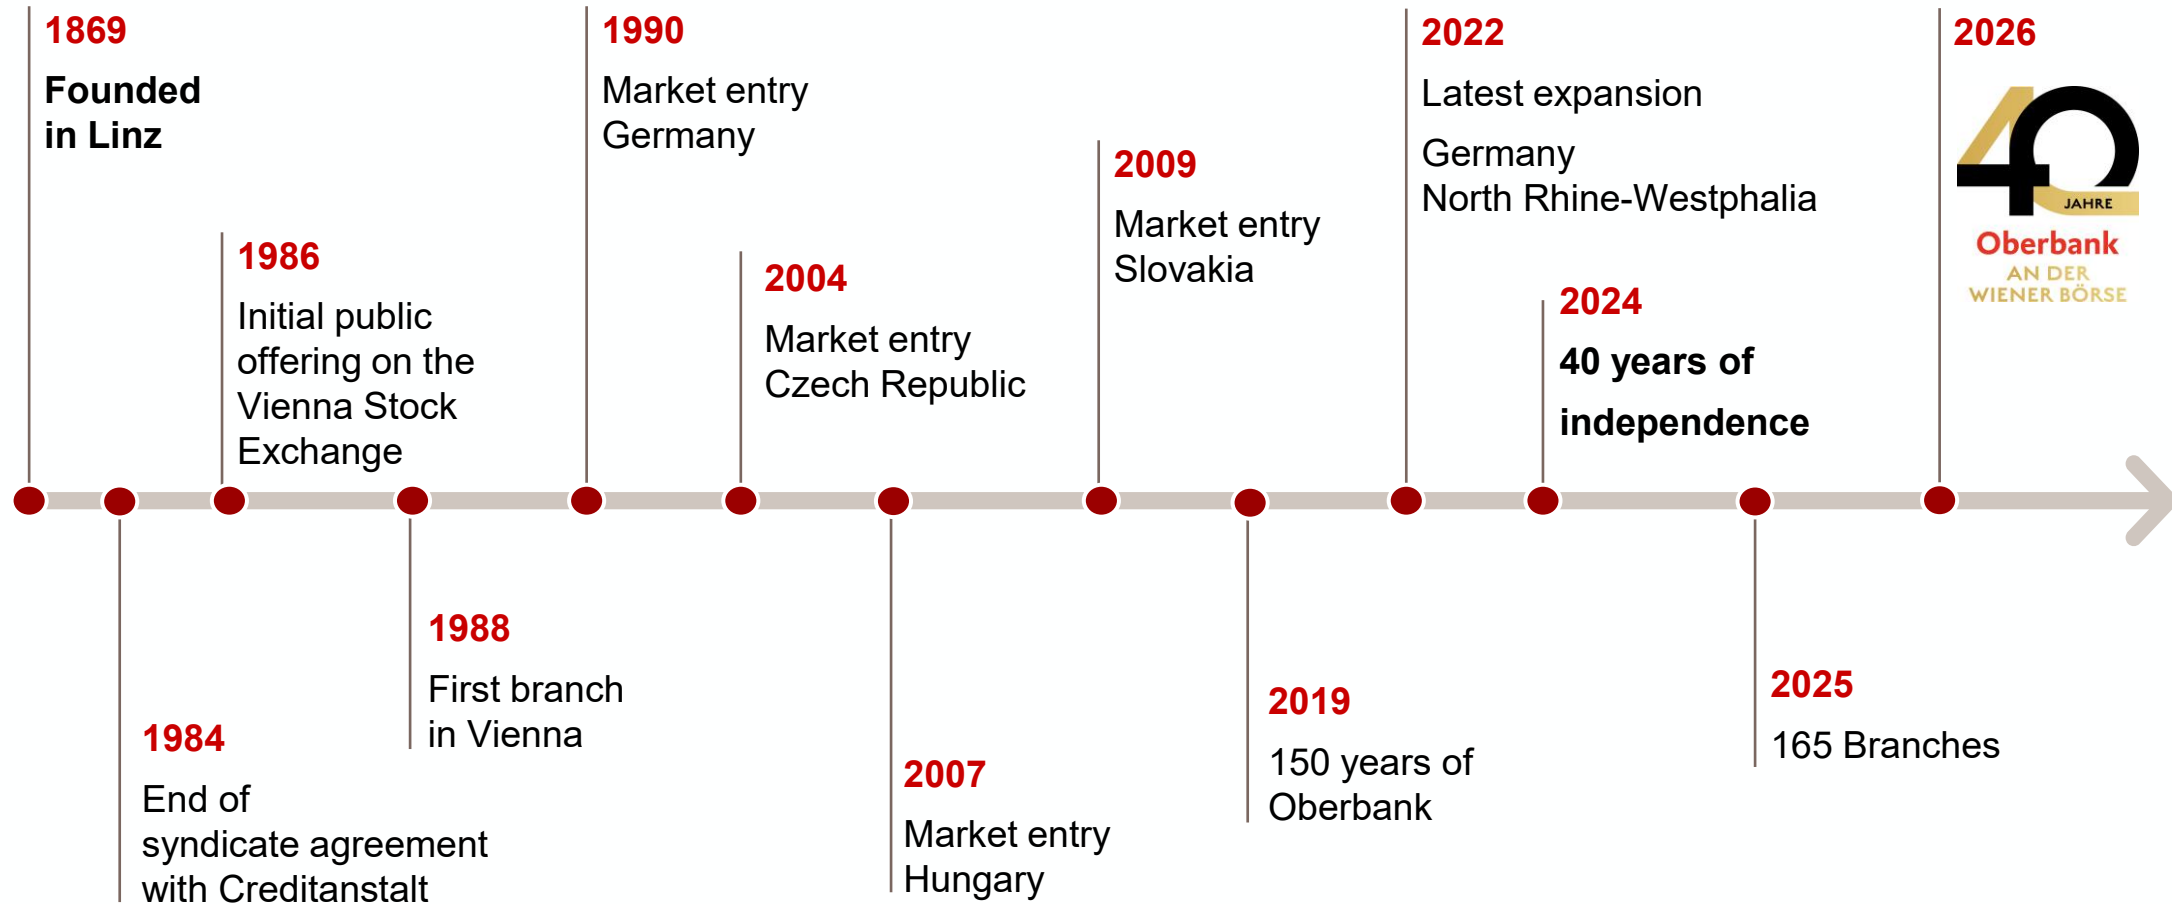 1869
Founded
in Linz
1984
End of
syndicate agreement
with Creditanstalt
1986
Initial public
offering on the
Vienna Stock
Exchange
1988
First branch
in Vienna
1990
Market entry
Germany
2004
Market entry
Czech Republic
2007
Market entry
Hungary
2009
Market entry
Slovakia
2019
150 years of
Oberbank
2022
Latest expansion
Germany
North Rhine-Westphalia
2024
40 years of
independence
2025
165 Branches
2026
40
JAHRE
Oberbank
AN DER
WIENER BÖRSE